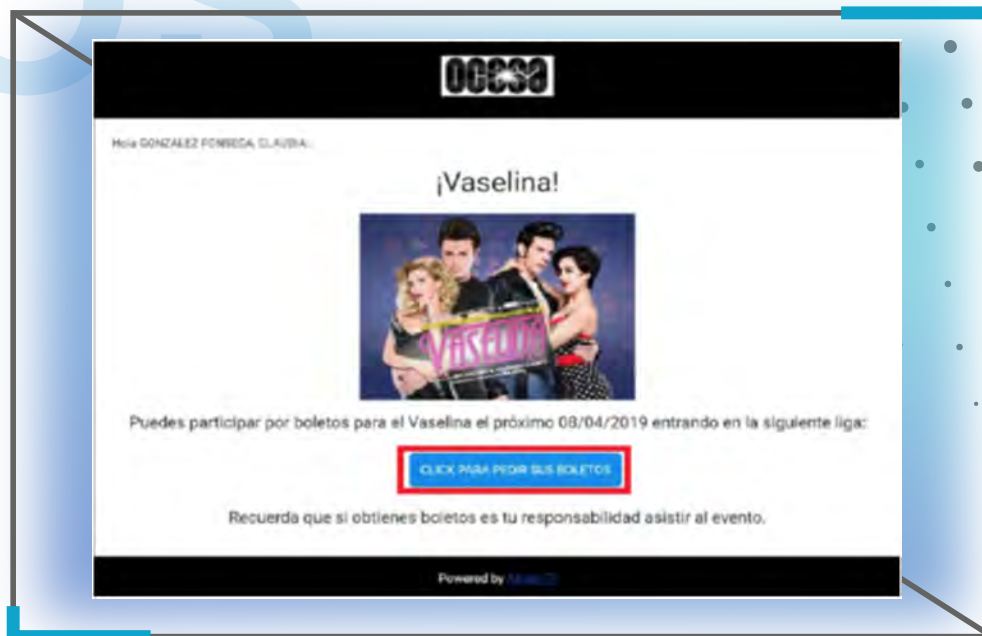 ocesa
Hola GONZALEZ FONSECA, CLAUDIA..
¡Vaselina!
VASELINA
Puedes participar por boletos para el Vaselina el próximo 08/04/2019 entrando en la siguiente liga:
CLICK PARA PEDIR SUS BOLETOS
Recuerda que si obtienes boletos es tu responsabilidad asistir al evento.
Powered by